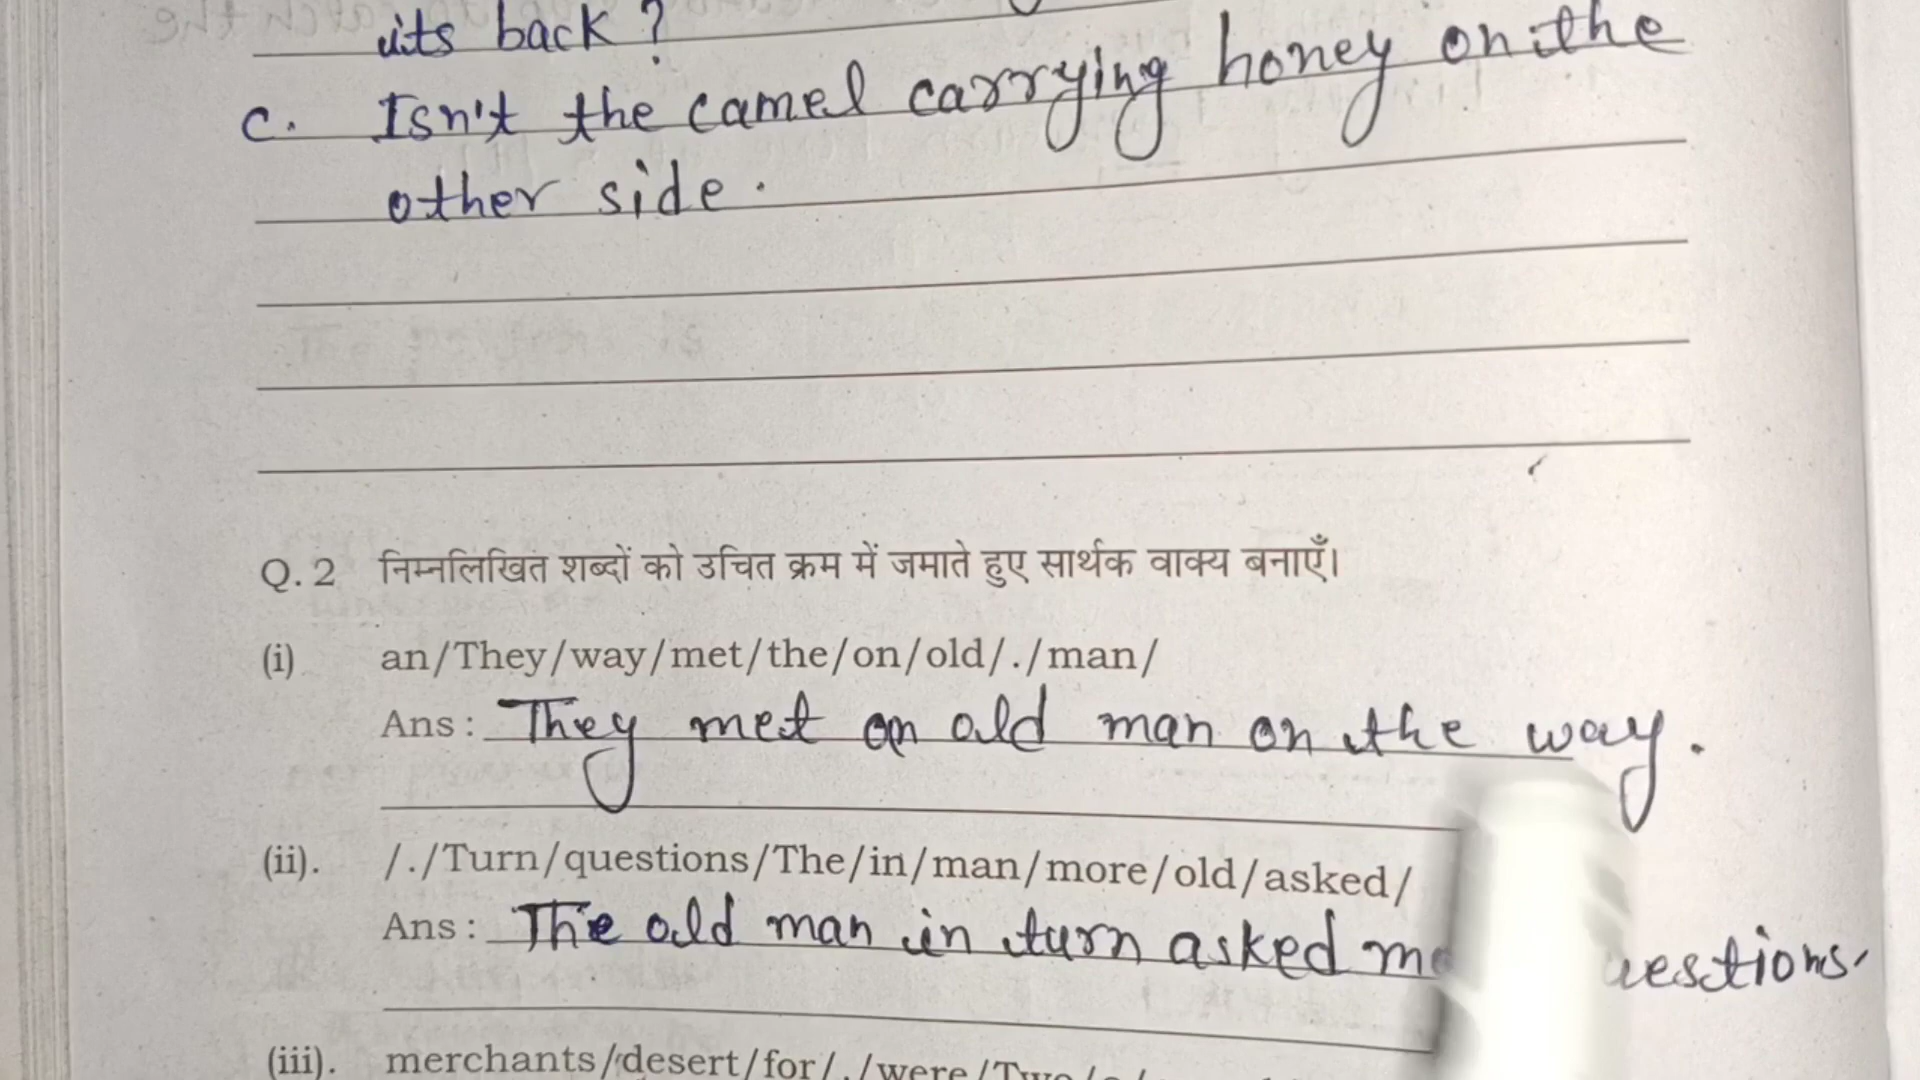 its back ?
c. Isn't the camel carrying honey on the
other side.
Q. 2 निम्नलिखित शब्दों को उचित क्रम में जमाते हुए सार्थक वाक्य बनाएँ।
(i) an/They/way/met/the/on/old/./man/
Ans : They met an old man on the way.
(ii). /./Turn/questions/The/in/man/more/old/asked/
Ans : The old man in turn asked
(iii). merchants/desert/for/./were/Two/